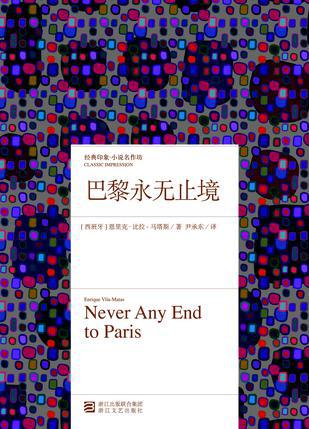 经典印象·小说名作坊
CLASSIC IMPRESSION
巴黎永无止境
[ 西班牙 ] 恩里克·比拉-马塔斯／著 尹承东／译
Enrique Vila-Matas
Never Any End
to Paris
浙江出版联合集团
浙江文艺出版社